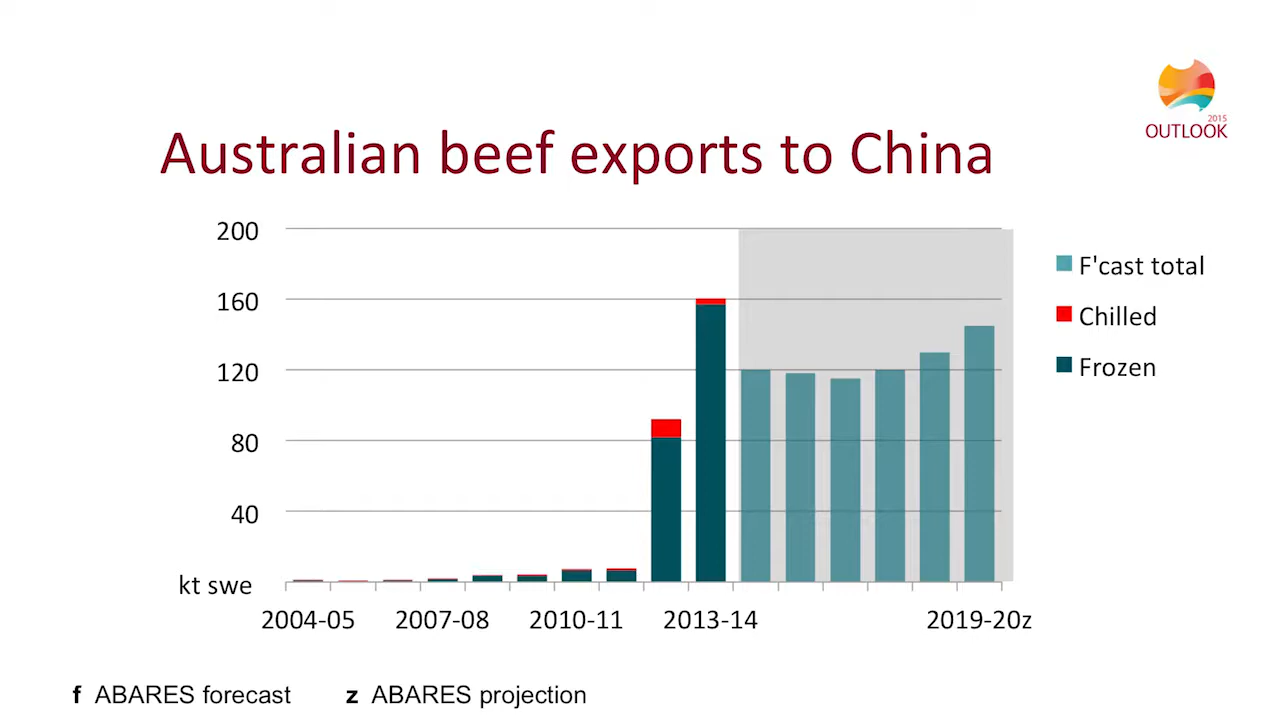 2015
OUTLOOK
Australian beef exports to China
200
160
120
80
40
kt swe
2004-05 2007-08 2010-11 2013-14 2019-20z
F'cast total
Chilled
Frozen
f ABARES forecast z ABARES projection